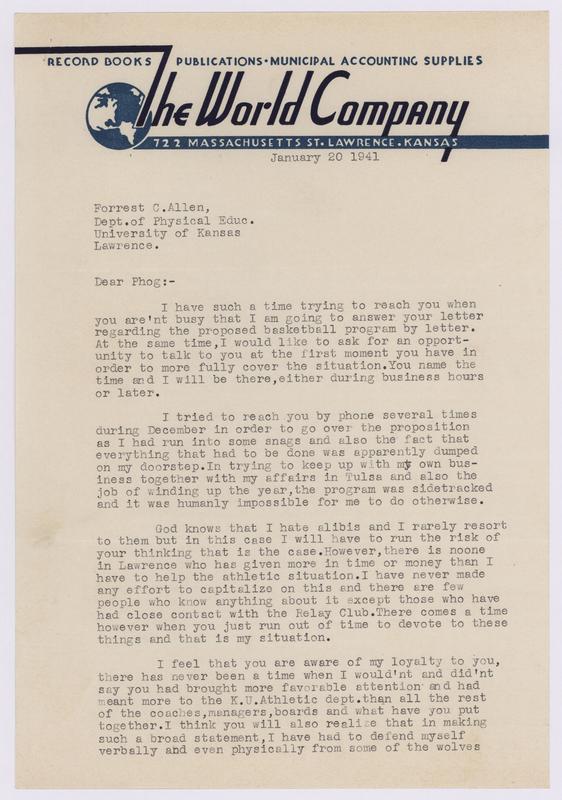 RECORD BOOKS PUBLICATIONS • MUNICIPAL ACCOUNTING SUPPLIES
The World Company
722 MASSACHUSETTS ST. LAWRENCE. KANSAS
January 20 1941
Forrest C.Allen,
Dept.of Physical Educ.
University of Kansas
Lawrence.
Dear Phog:-
I have such a time trying to reach you when
you are'nt busy that I am going to answer your letter
regarding the proposed basketball program by letter.
At the same time,I would like to ask for an opport-
unity to talk to you at the first moment you have in
order to more fully cover the situation.You name the
time and I will be there,either during business hours
or later.
I tried to reach you by phone several times
during December in order to go over the proposition
as I had run into some snags and also the fact that
everything that had to be done was apparently dumped
on my doorstep.In trying to keep up with my own bus-
iness together with my affairs in Tulsa and also the
job of winding up the year,the program was sidetracked
and it was humanly impossible for me to do otherwise.
God knows that I hate alibis and I rarely resort
to them but in this case I will have to run the risk of
your thinking that is the case.However,there is noone
in Lawrence who has given more in time or money than I
have to help the athletic situation.I have never made
any effort to capitalize on this and there are few
people who know anything about it except those who have
had close contact with the Relay Club.There comes a time
however when you just run out of time to devote to these
things and that is my situation.
I feel that you are aware of my loyalty to you,
there has never been a time when I would'nt and did'nt
say you had brought more favorable attention and had
meant more to the K.U.Athletic dept.than all the rest
of the coaches,managers,boards and what have you put
together.I think you will also realize that in making
such a broad statement,I have had to defend myself
verbally and even physically from some of the wolves